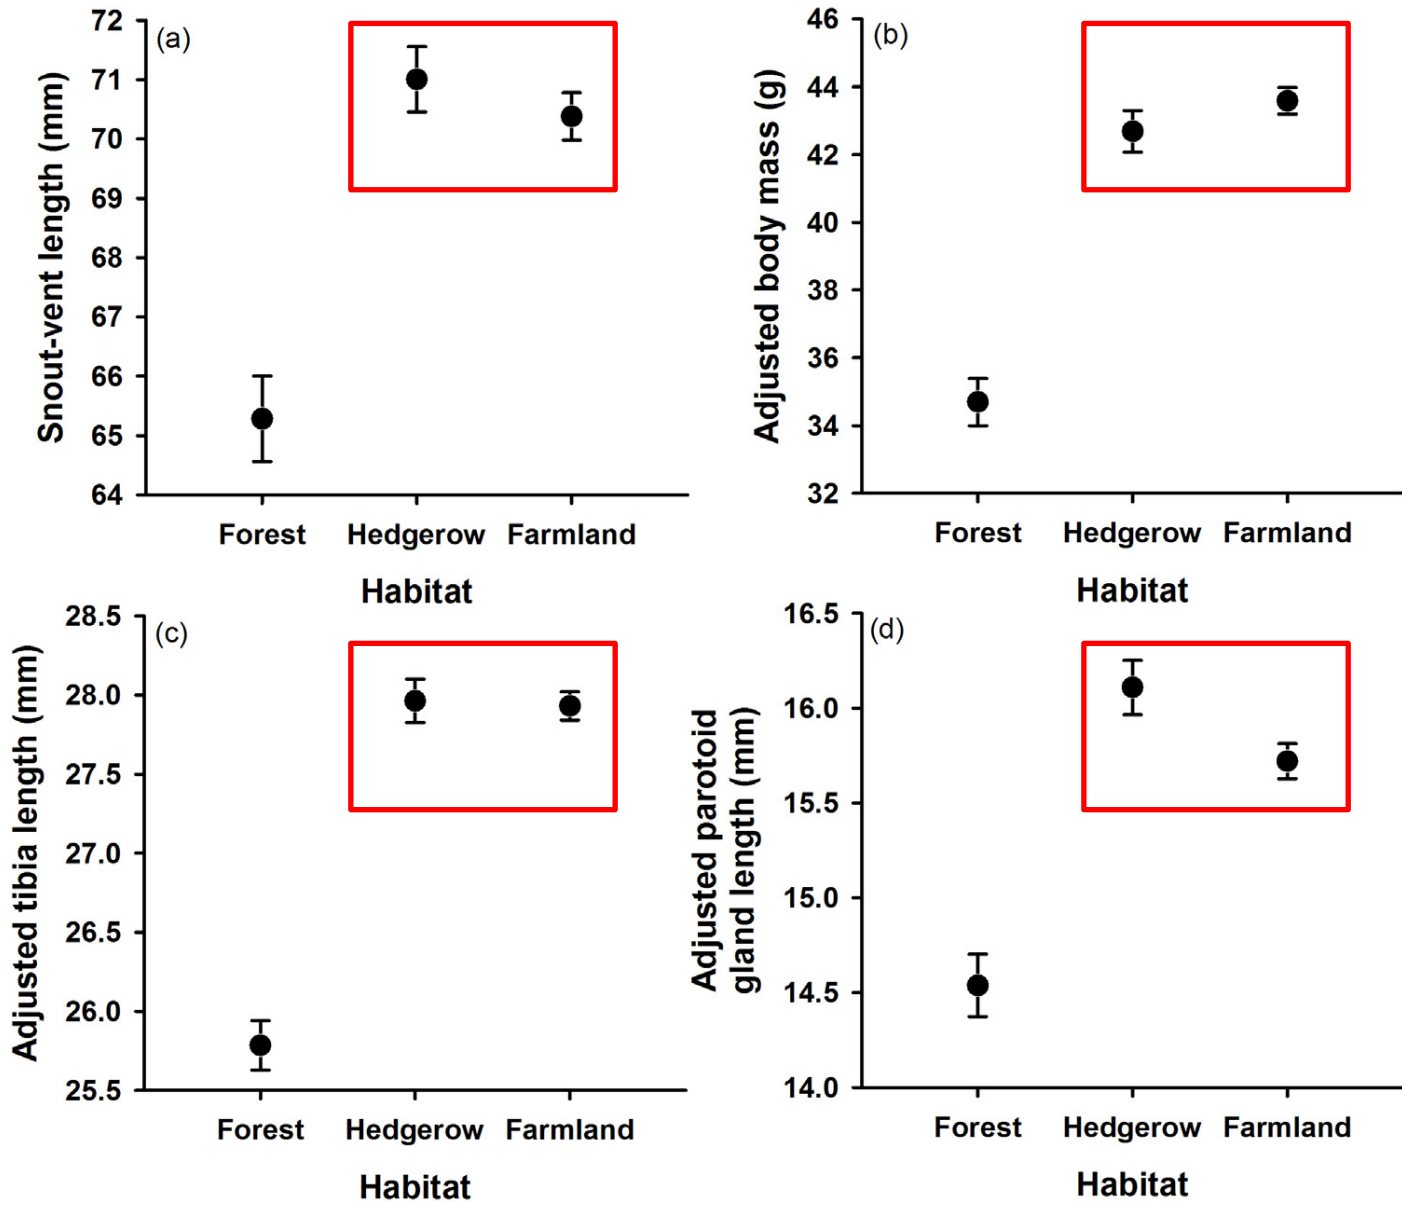 (a)
Snout-vent length (mm)
72
71
70
69
68
67
66
65
64
Forest Hedgerow Farmland
Habitat
(b)
Adjusted body mass (g)
46
44
42
40
38
36
34
32
Forest Hedgerow Farmland
Habitat
(c)
Adjusted tibia length (mm)
28.5
28.0
27.5
27.0
26.5
26.0
25.5
Forest Hedgerow Farmland
Habitat
(d)
Adjusted parotoid
gland length (mm)
16.5
16.0
15.5
15.0
14.5
14.0
Forest Hedgerow Farmland
Habitat